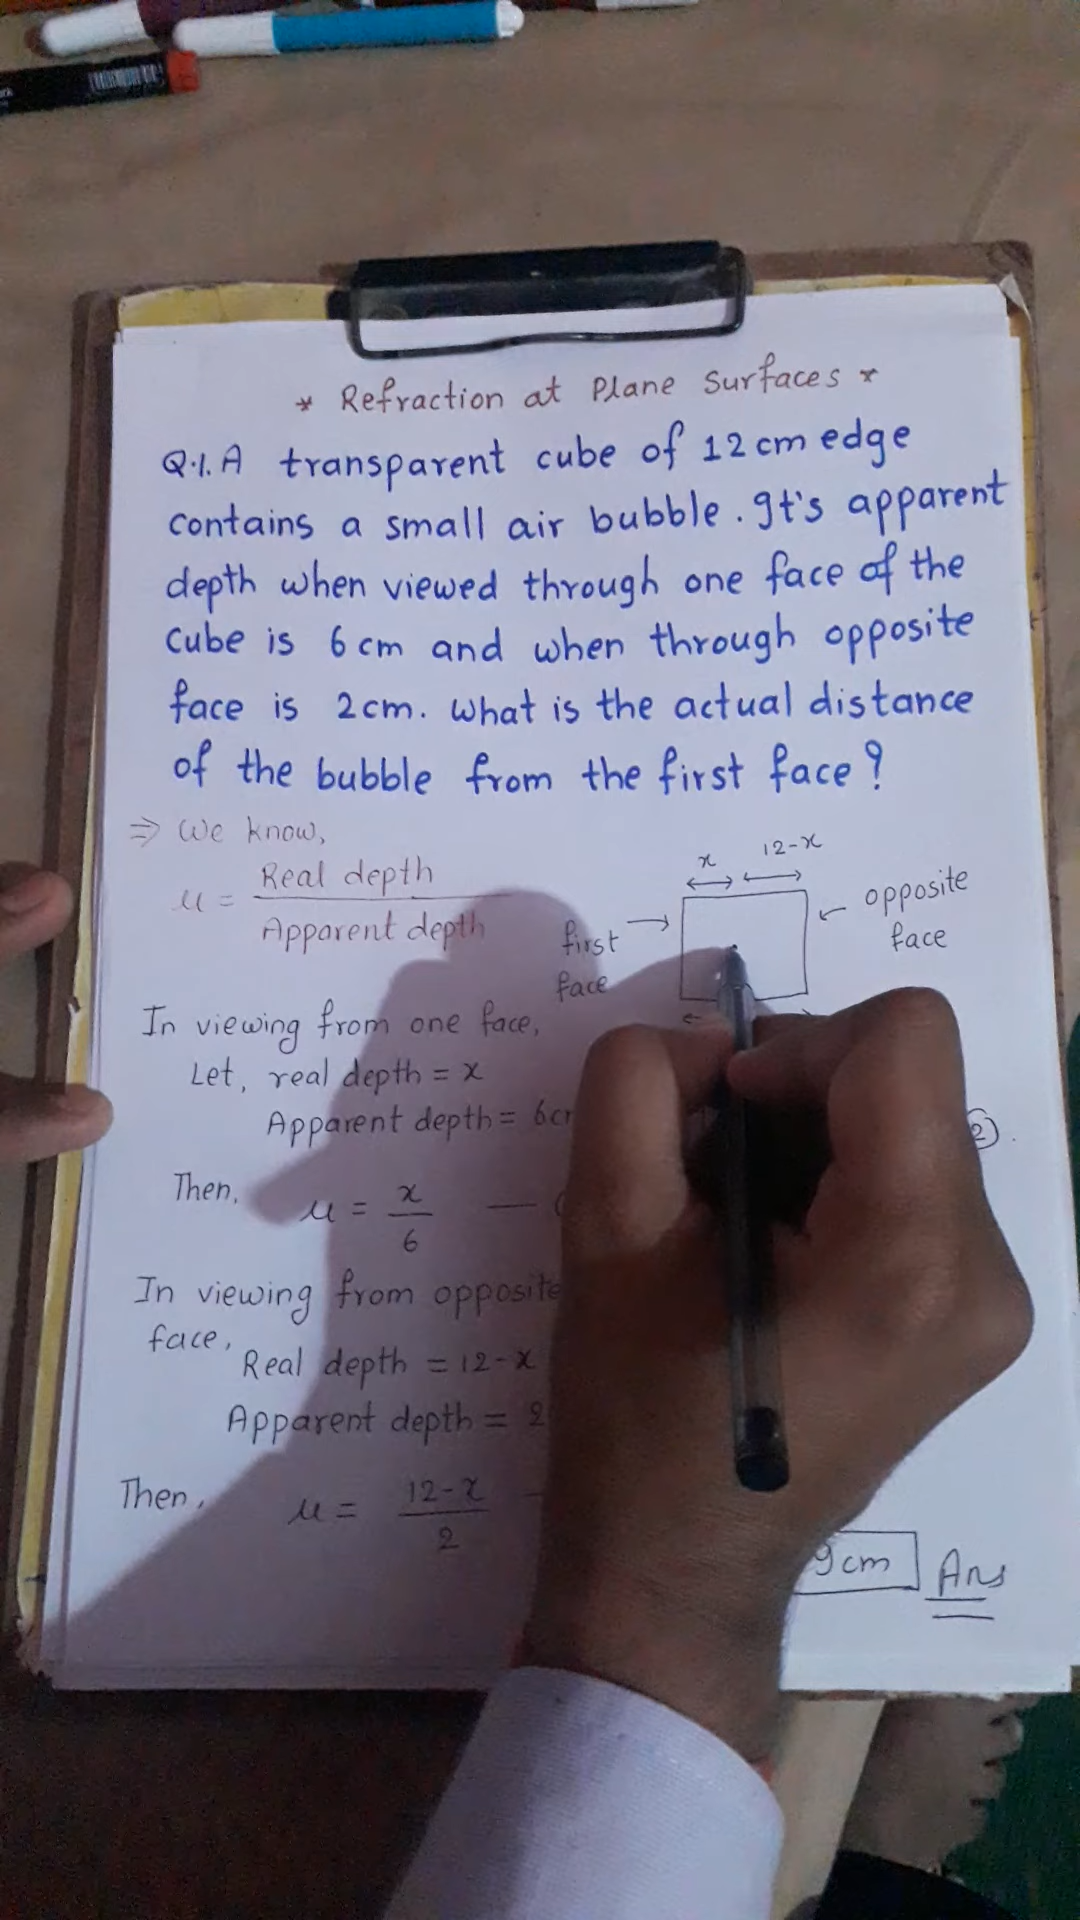 * Refraction at Plane Surfaces *
Q.1. A transparent cube of 12 cm edge
contains a small air bubble. It's apparent
depth when viewed through one face of the
cube is 6 cm and when through opposite
face is 2 cm. What is the actual distance
of the bubble from the first face?
⇒ We know,
μ = Real depth / Apparent depth
x 12-x
first face
opposite face
In viewing from one face,
Let, real depth = x
Apparent depth = 6
Then, μ = x/6 —
In viewing from opposite
face,
Real depth = 12-x
Apparent depth = 2
Then, μ = (12-x)/2
2).
9 cm Ans